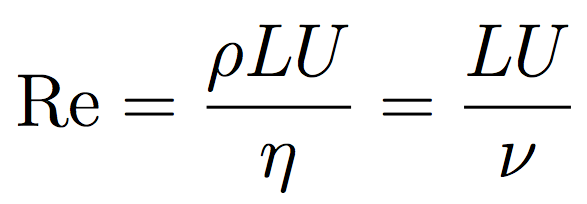 Re = ρLU/η = LU/ν